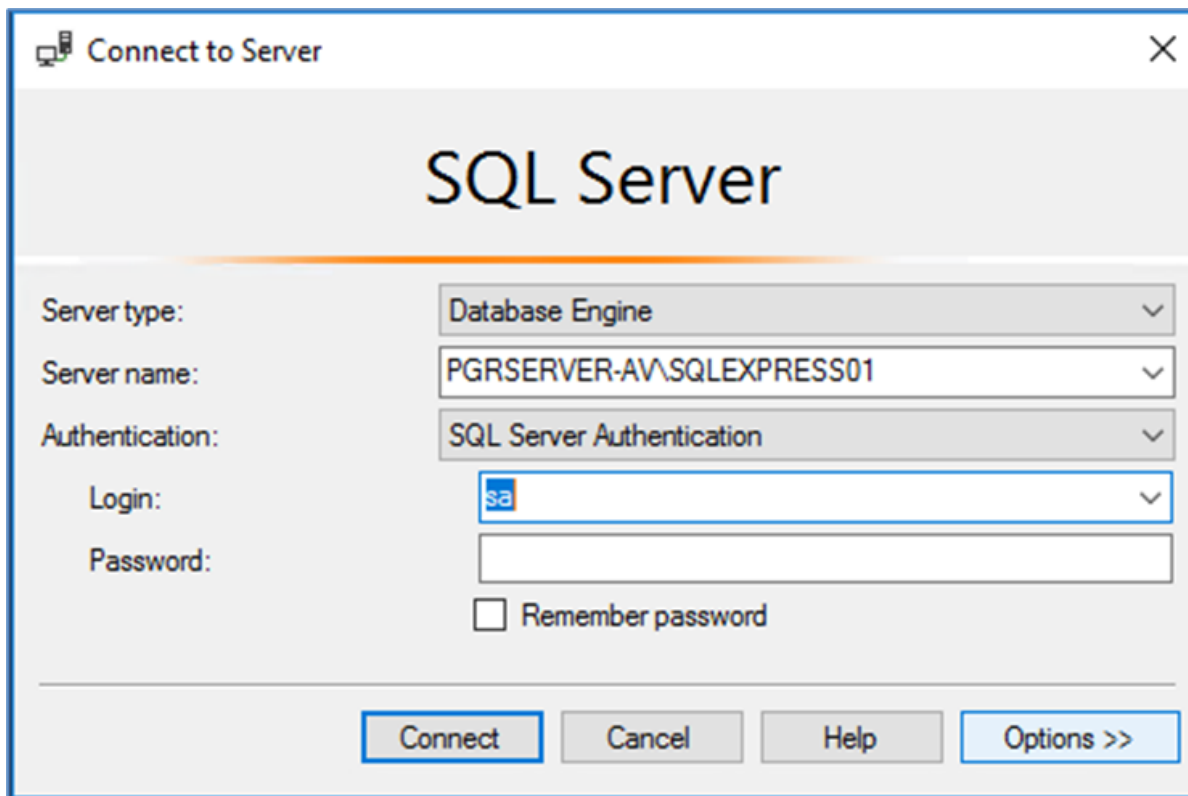 Connect to Server
SQL Server
Server type: Database Engine
Server name: PGRSERVER-AV\SQLEXPRESS01
Authentication: SQL Server Authentication
Login: sa
Password:
Remember password
Connect Cancel Help Options >>